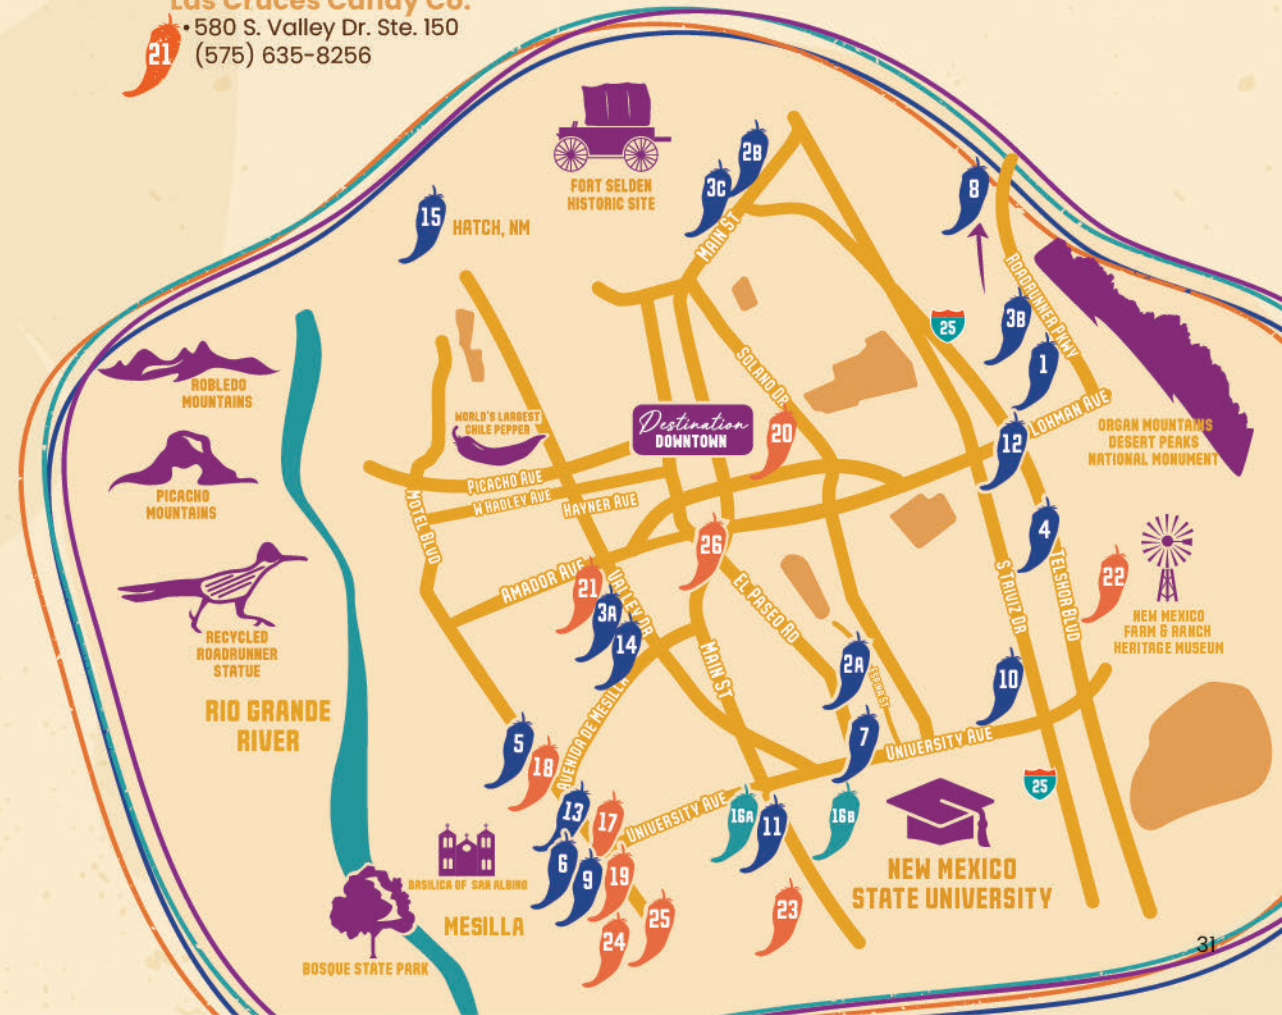 Las Cruces Candy Co.
• 580 S. Valley Dr. Ste. 150
21
(575) 635-8256
FORT SELDEN
HISTORIC SITE
2B
3C
8
15
HATCH, NM
MAIN ST
ROADRUNNER PKWY
25
3B
1
ROBLEDO
MOUNTAINS
SOLANO DR
WORLD'S LARGEST
CHILE PEPPER
Destination
DOWNTOWN
20
12
LOHMAN AVE
ORGAN MOUNTAINS
DESERT PEAKS
NATIONAL MONUMENT
PICACHO
MOUNTAINS
PICACHO AVE
W HADLEY AVE
HAYNER AVE
MOTEL BLVD
26
4
AMADOR AVE
21
VALLEY DR
3A
14
EL PASEO RD
S TRIVIZ DR
TELSHOR BLVD
22
NEW MEXICO
FARM & RANCH
HERITAGE MUSEUM
RECYCLED
ROADRUNNER
STATUE
MAIN ST
2A
ESPINA ST
10
RIO GRANDE
RIVER
5
18
AVENIDA DE MESILLA
7
UNIVERSITY AVE
25
13
17
UNIVERSITY AVE
16A
11
16B
6
9
19
BASILICA OF SAN ALBINO
NEW MEXICO
STATE UNIVERSITY
MESILLA
24
25
23
31
BOSQUE STATE PARK